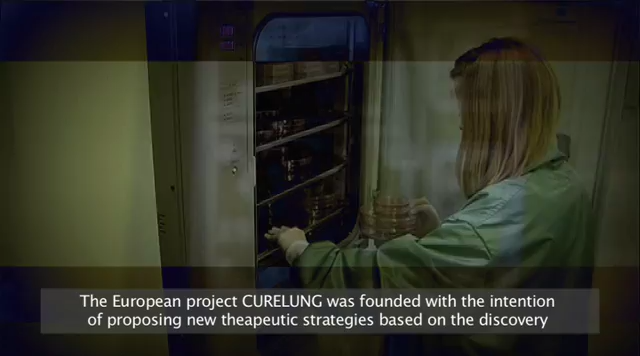 The European project CURELUNG was founded with the intention
of proposing new theapeutic strategies based on the discovery